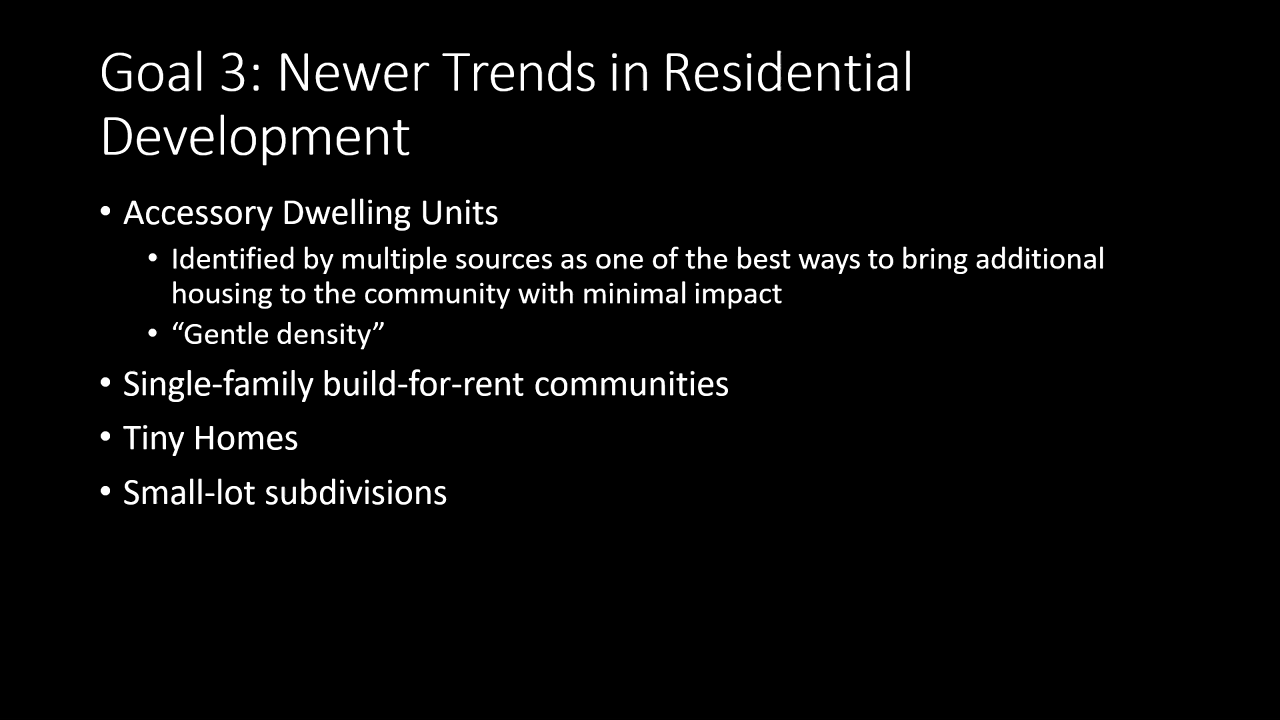 Goal 3: Newer Trends in Residential
Development
• Accessory Dwelling Units
• Identified by multiple sources as one of the best ways to bring additional
housing to the community with minimal impact
• “Gentle density”
• Single-family build-for-rent communities
• Tiny Homes
• Small-lot subdivisions